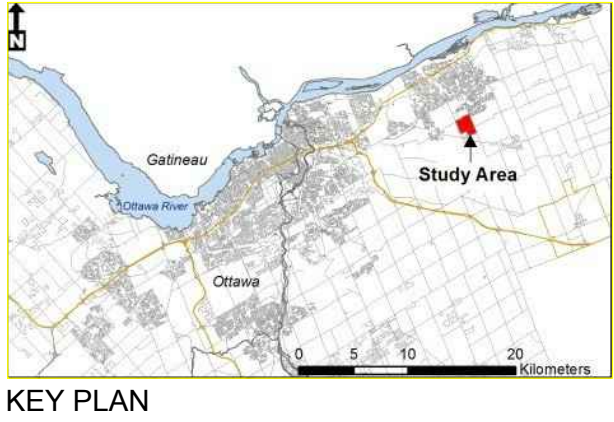 N
Gatineau
Study Area
Ottawa River
Ottawa
0 5 10 20
Kilometers
KEY PLAN